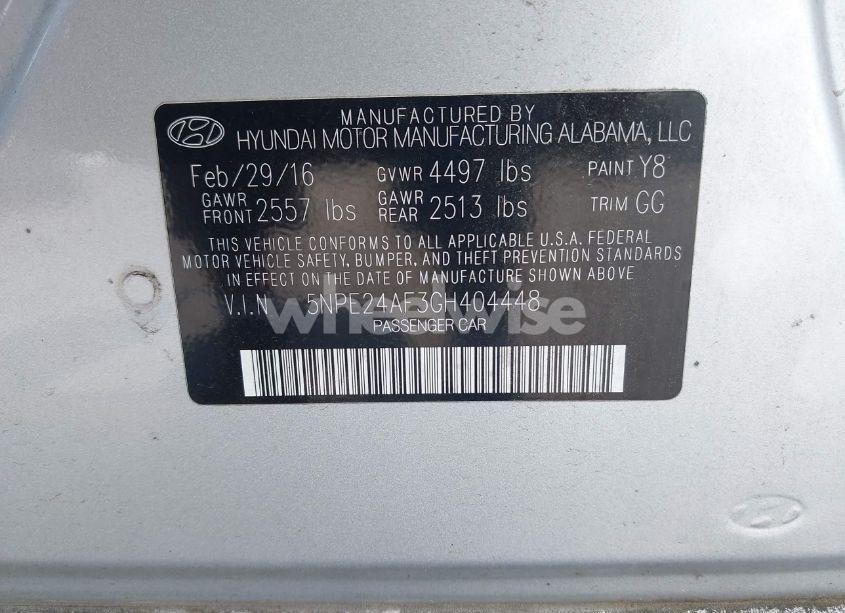 MANUFACTURED BY
HYUNDAI MOTOR MANUFACTURING ALABAMA, LLC
Feb/29/16 GVWR 4497 lbs PAINT Y8
GAWR FRONT 2557 lbs GAWR REAR 2513 lbs TRIM GG
THIS VEHICLE CONFORMS TO ALL APPLICABLE U.S.A. FEDERAL
MOTOR VEHICLE SAFETY, BUMPER, AND THEFT PREVENTION STANDARDS
IN EFFECT ON THE DATE OF MANUFACTURE SHOWN ABOVE.
V.I.N 5NPE24AF3GH404448
wheelwise
PASSENGER CAR